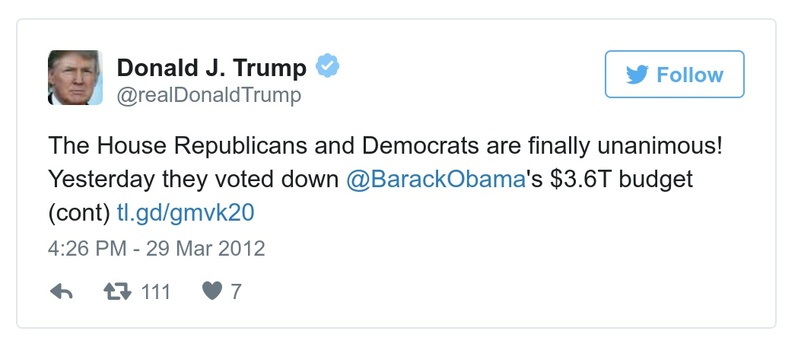 Donald J. Trump
Follow
@realDonaldTrump
The House Republicans and Democrats are finally unanimous!
Yesterday they voted down @BarackObama's $3.6T budget
(cont) tl.gd/gmvk20
4:26 PM - 29 Mar 2012
111 7